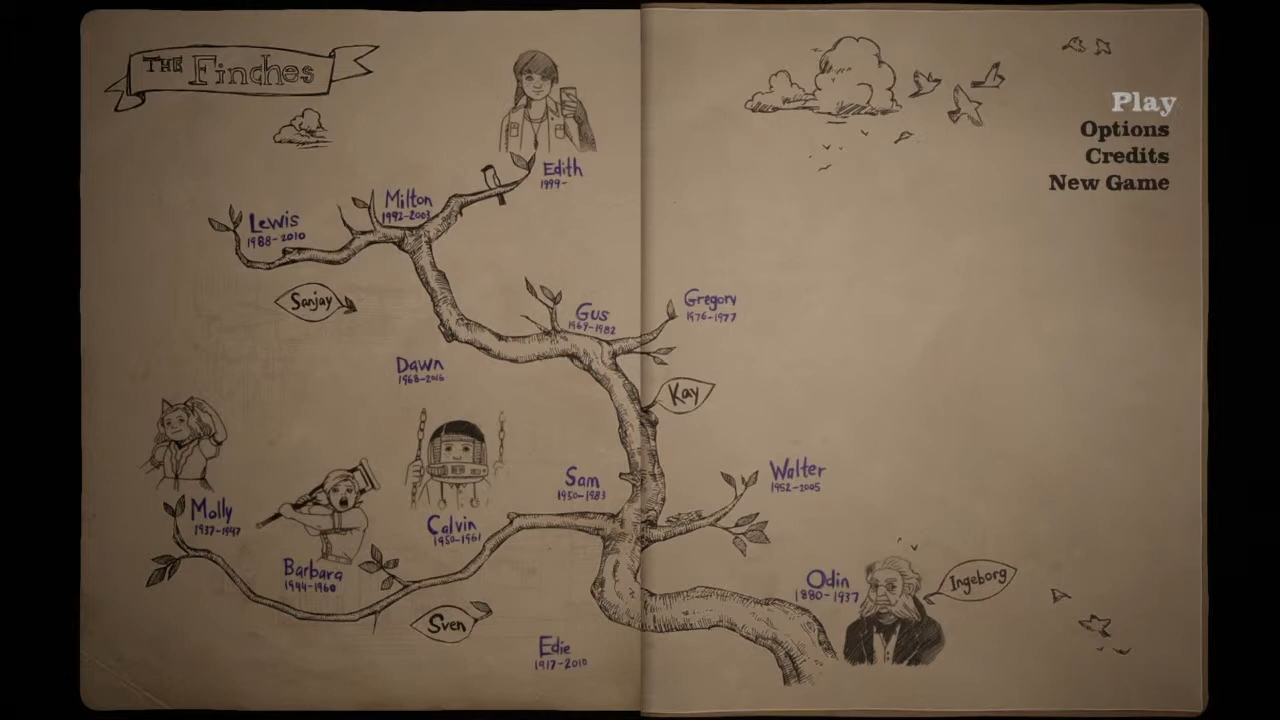 THE Finches
Play
Options
Credits
New Game
Edith
1999-
Milton
1992-2003
Lewis
1988-2010
Sanjay
Gus
1969-1982
Gregory
1976-1977
Dawn
1968-2016
Kay
Sam
1950-1983
Walter
1952-2005
Molly
1937-1947
Calvin
1950-1961
Barbara
1944-1960
Odin
1880-1937
Ingeborg
Sven
Edie
1917-2010